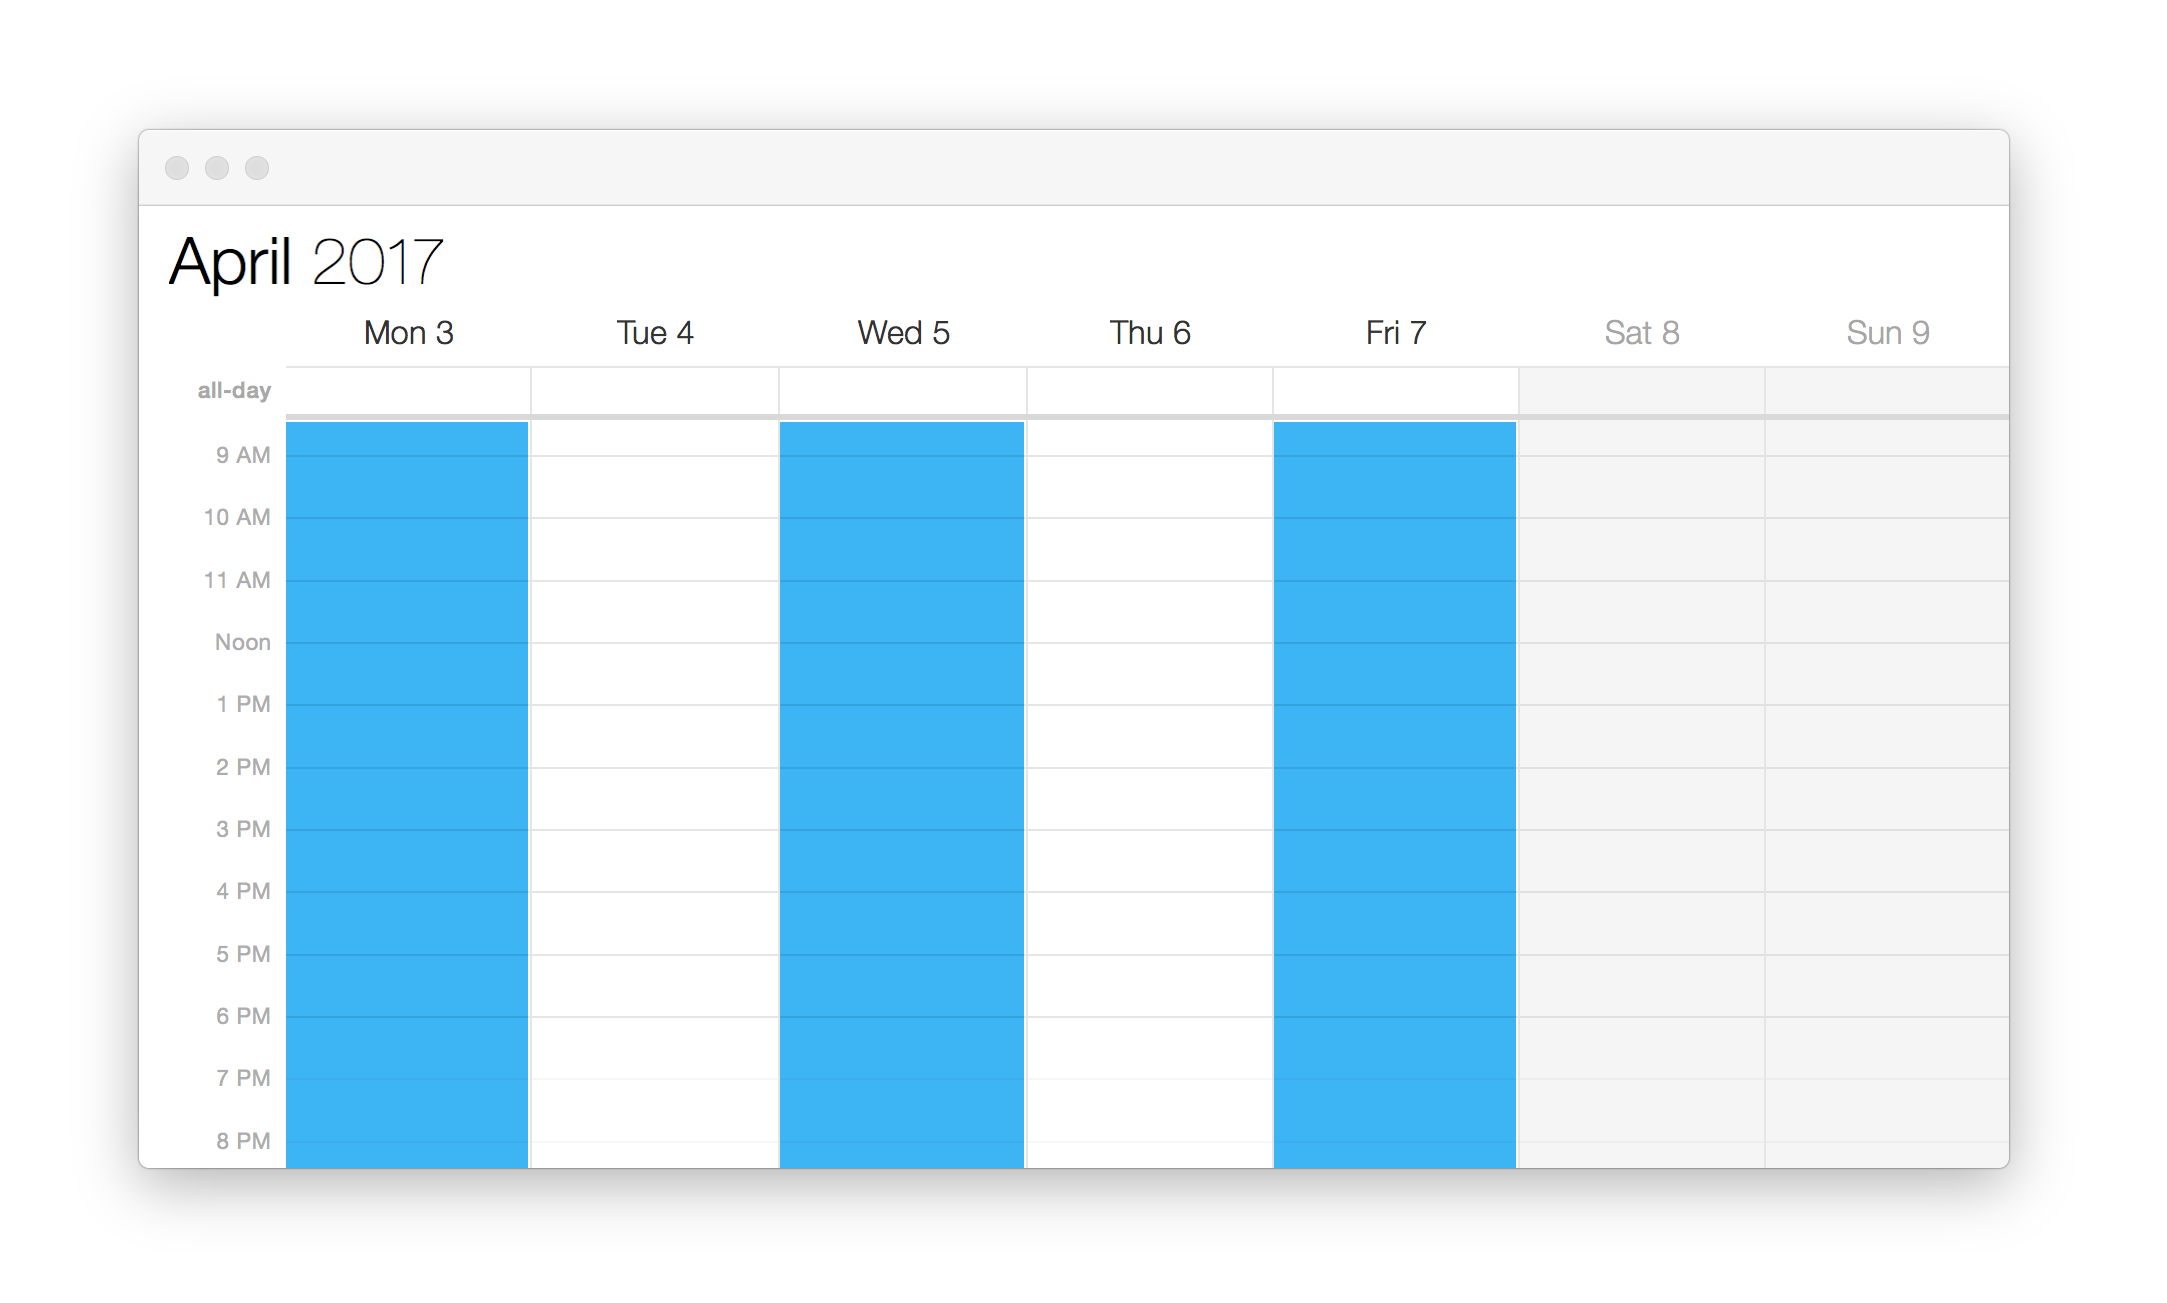 April 2017
Mon 3 Tue 4 Wed 5 Thu 6 Fri 7 Sat 8 Sun 9
all-day
9 AM
10 AM
11 AM
Noon
1 PM
2 PM
3 PM
4 PM
5 PM
6 PM
7 PM
8 PM